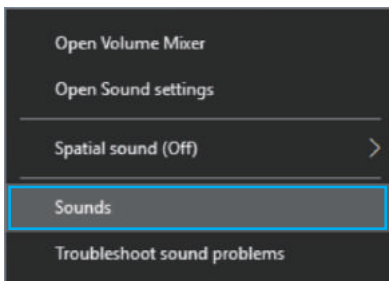 Open Volume Mixer
Open Sound settings
Spatial sound (Off)
Sounds
Troubleshoot sound problems